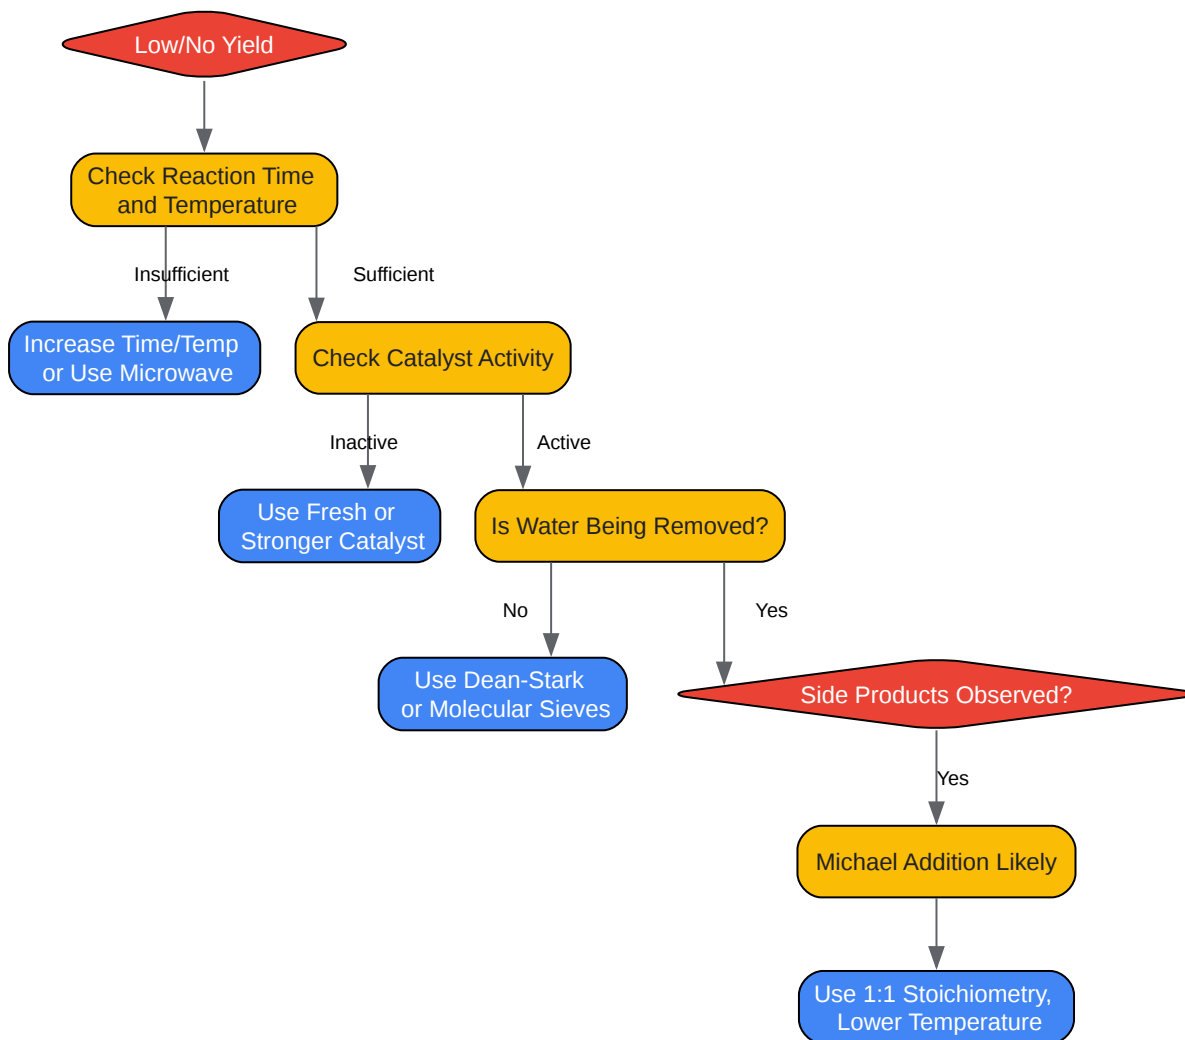 Low/No Yield
Check Reaction Time
and Temperature
Insufficient
Sufficient
Increase Time/Temp
or Use Microwave
Check Catalyst Activity
Inactive
Active
Use Fresh or
Stronger Catalyst
Is Water Being Removed?
No
Yes
Use Dean-Stark
or Molecular Sieves
Side Products Observed?
Yes
Michael Addition Likely
Use 1:1 Stoichiometry,
Lower Temperature